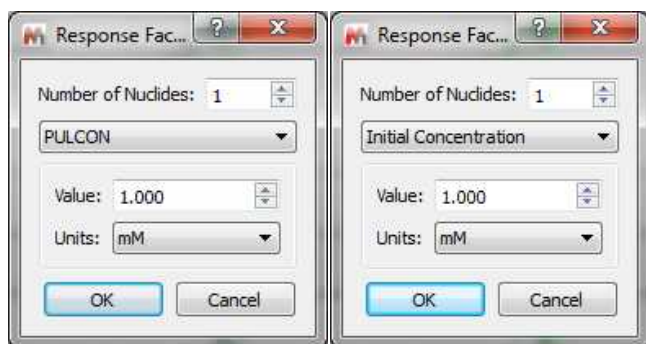 Response Fac...
Number of Nuclides: 1
PULCON
Value: 1.000
Units: mM
OK Cancel
Response Fac...
Number of Nuclides: 1
Initial Concentration
Value: 1.000
Units: mM
OK Cancel